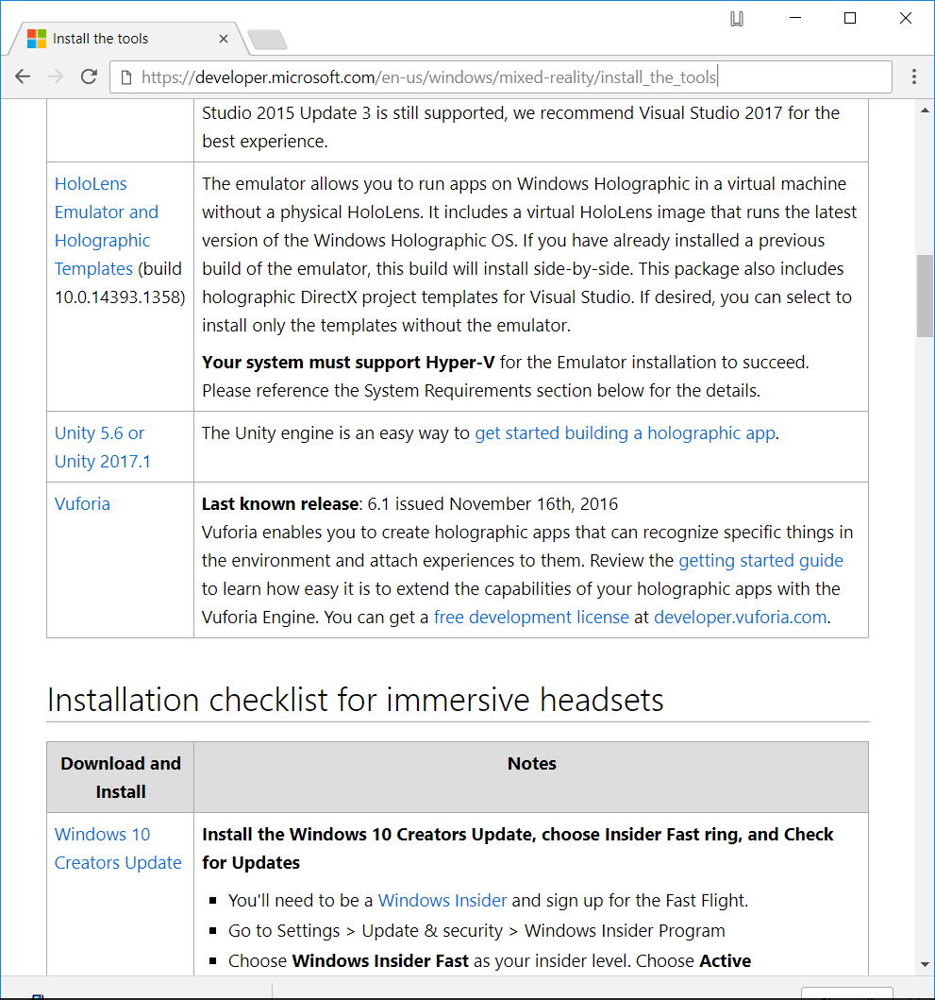 Install the tools
https://developer.microsoft.com/en-us/windows/mixed-reality/install_the_tools
Studio 2015 Update 3 is still supported, we recommend Visual Studio 2017 for the
best experience.
HoloLens
Emulator and
Holographic
Templates (build
10.0.14393.1358)
The emulator allows you to run apps on Windows Holographic in a virtual machine
without a physical HoloLens. It includes a virtual HoloLens image that runs the latest
version of the Windows Holographic OS. If you have already installed a previous
build of the emulator, this build will install side-by-side. This package also includes
holographic DirectX project templates for Visual Studio. If desired, you can select to
install only the templates without the emulator.
Your system must support Hyper-V for the Emulator installation to succeed.
Please reference the System Requirements section below for the details.
Unity 5.6 or
Unity 2017.1
The Unity engine is an easy way to get started building a holographic app.
Vuforia
Last known release: 6.1 issued November 16th, 2016
Vuforia enables you to create holographic apps that can recognize specific things in
the environment and attach experiences to them. Review the getting started guide
to learn how easy it is to extend the capabilities of your holographic apps with the
Vuforia Engine. You can get a free development license at developer.vuforia.com.
Installation checklist for immersive headsets
Download and
Install
Notes
Windows 10
Creators Update
Install the Windows 10 Creators Update, choose Insider Fast ring, and Check
for Updates
▪ You'll need to be a Windows Insider and sign up for the Fast Flight.
▪ Go to Settings > Update & security > Windows Insider Program
▪ Choose Windows Insider Fast as your insider level. Choose Active